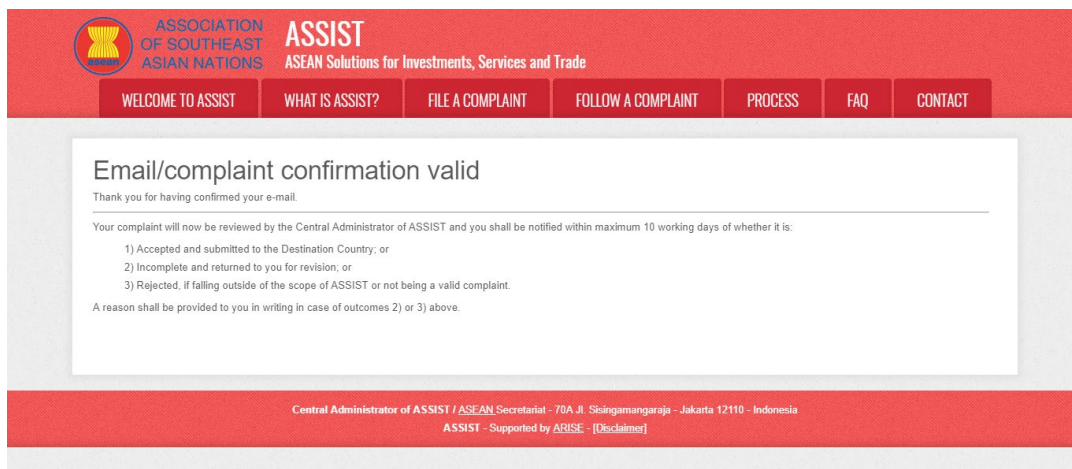 ASSOCIATION
OF SOUTHEAST
ASIAN NATIONS
asean
ASSIST
ASEAN Solutions for Investments, Services and Trade
WELCOME TO ASSIST WHAT IS ASSIST? FILE A COMPLAINT FOLLOW A COMPLAINT PROCESS FAQ CONTACT
Email/complaint confirmation valid
Thank you for having confirmed your e-mail.
Your complaint will now be reviewed by the Central Administrator of ASSIST and you shall be notified within maximum 10 working days of whether it is:
1) Accepted and submitted to the Destination Country; or
2) Incomplete and returned to you for revision; or
3) Rejected, if falling outside of the scope of ASSIST or not being a valid complaint.
A reason shall be provided to you in writing in case of outcomes 2) or 3) above.
Central Administrator of ASSIST / ASEAN Secretariat - 70A Jl. Sisingamangaraja - Jakarta 12110 - Indonesia
ASSIST - Supported by ARISE - [Disclaimer]